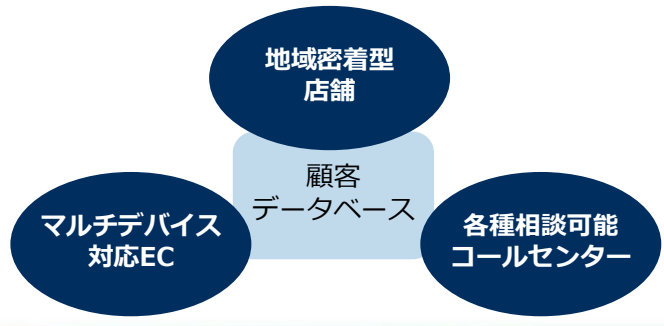 地域密着型
店舗
顧客
データベース
マルチデバイス
対応EC
各種相談可能
コールセンター